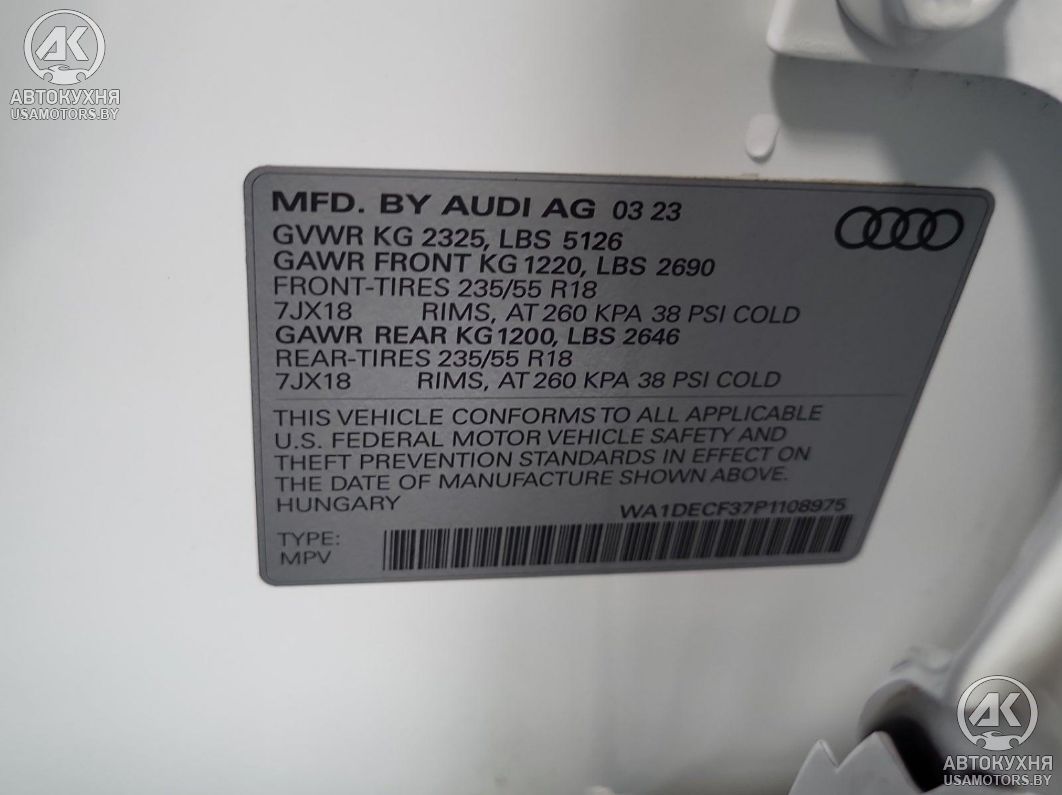 АК
АВТОКУХНЯ
USAMOTORS.BY
MFD. BY AUDI AG 03 23
GVWR KG 2325, LBS 5126
GAWR FRONT KG 1220, LBS 2690
FRONT-TIRES 235/55 R18
7JX18 RIMS, AT 260 KPA 38 PSI COLD
GAWR REAR KG 1200, LBS 2646
REAR-TIRES 235/55 R18
7JX18 RIMS, AT 260 KPA 38 PSI COLD
THIS VEHICLE CONFORMS TO ALL APPLICABLE
U.S. FEDERAL MOTOR VEHICLE SAFETY AND
THEFT PREVENTION STANDARDS IN EFFECT ON
THE DATE OF MANUFACTURE SHOWN ABOVE.
HUNGARY
WA1DECF37P1108975
TYPE:
MPV
АК
АВТОКУХНЯ
USAMOTORS.BY